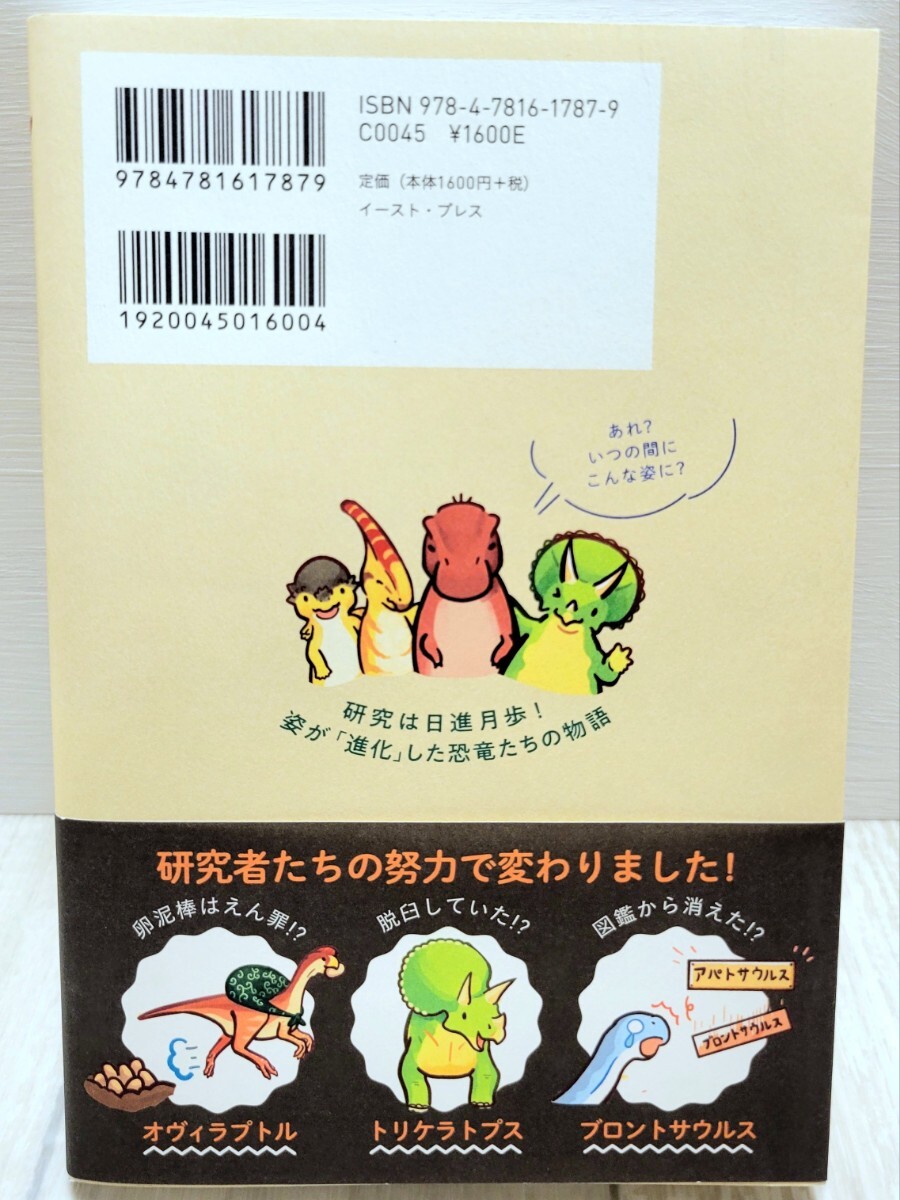 ISBN 978-4-7816-1787-9
C0045 ¥1600E
9784781617879
定価（本体1600円＋税）
イースト・プレス
1920045016004
あれ？
いつの間に
こんな姿に？
研究は日進月歩！
姿が「進化」した恐竜たちの物語
研究者たちの努力で変わりました！
卵泥棒はえん罪!?
脱臼していた!?
図鑑から消えた!?
アパトサウルス
ブロントサウルス
オヴィラプトル
トリケラトプス
ブロントサウルス